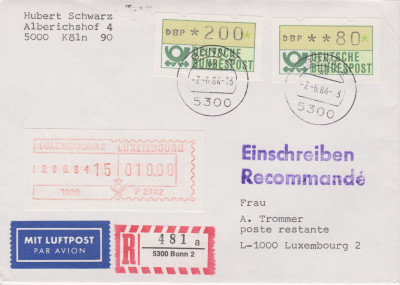 Hubert Schwarz
Alberichshof 4
5000 Köln 90
DBP *200
DEUTSCHE
BUNDESPOST
DBP **80*
DEUTSCHE
BUNDESPOST
5300
5300
LUXEMBOURG 2 LUXEMBOURG
15 010,00
P 2702
Einschreiben
Recommandé
MIT LUFTPOST
PAR AVION
R
481 a
5300 Bonn 2
Frau
A. Trommer
poste restante
L-1000 Luxembourg 2